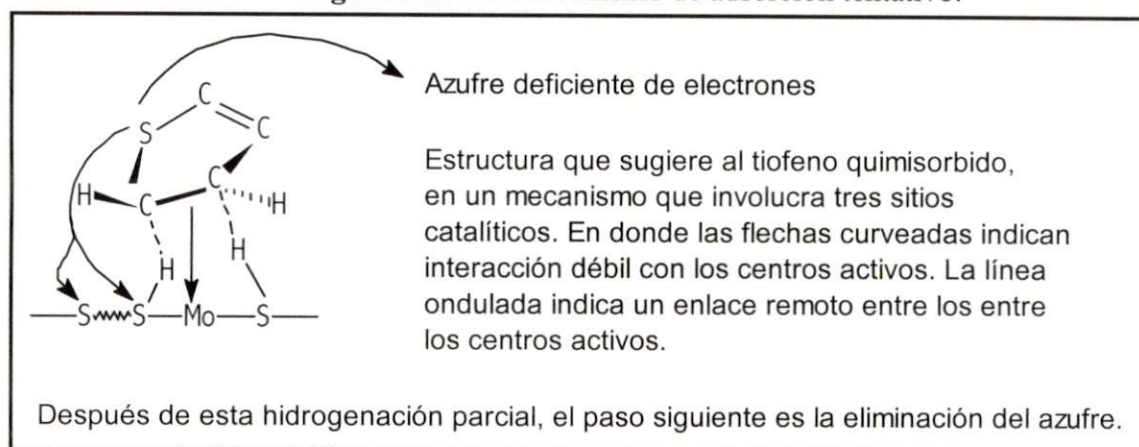 Azufre deficiente de electrones
Estructura que sugiere al tiofeno quimisorbido,
en un mecanismo que involucra tres sitios
catalíticos. En donde las flechas curveadas indican
interacción débil con los centros activos. La línea
ondulada indica un enlace remoto entre los entre
los centros activos.
C
S
C
C
H
C
H
H
H
S
S
Mo
S
Después de esta hidrogenación parcial, el paso siguiente es la eliminación del azufre.